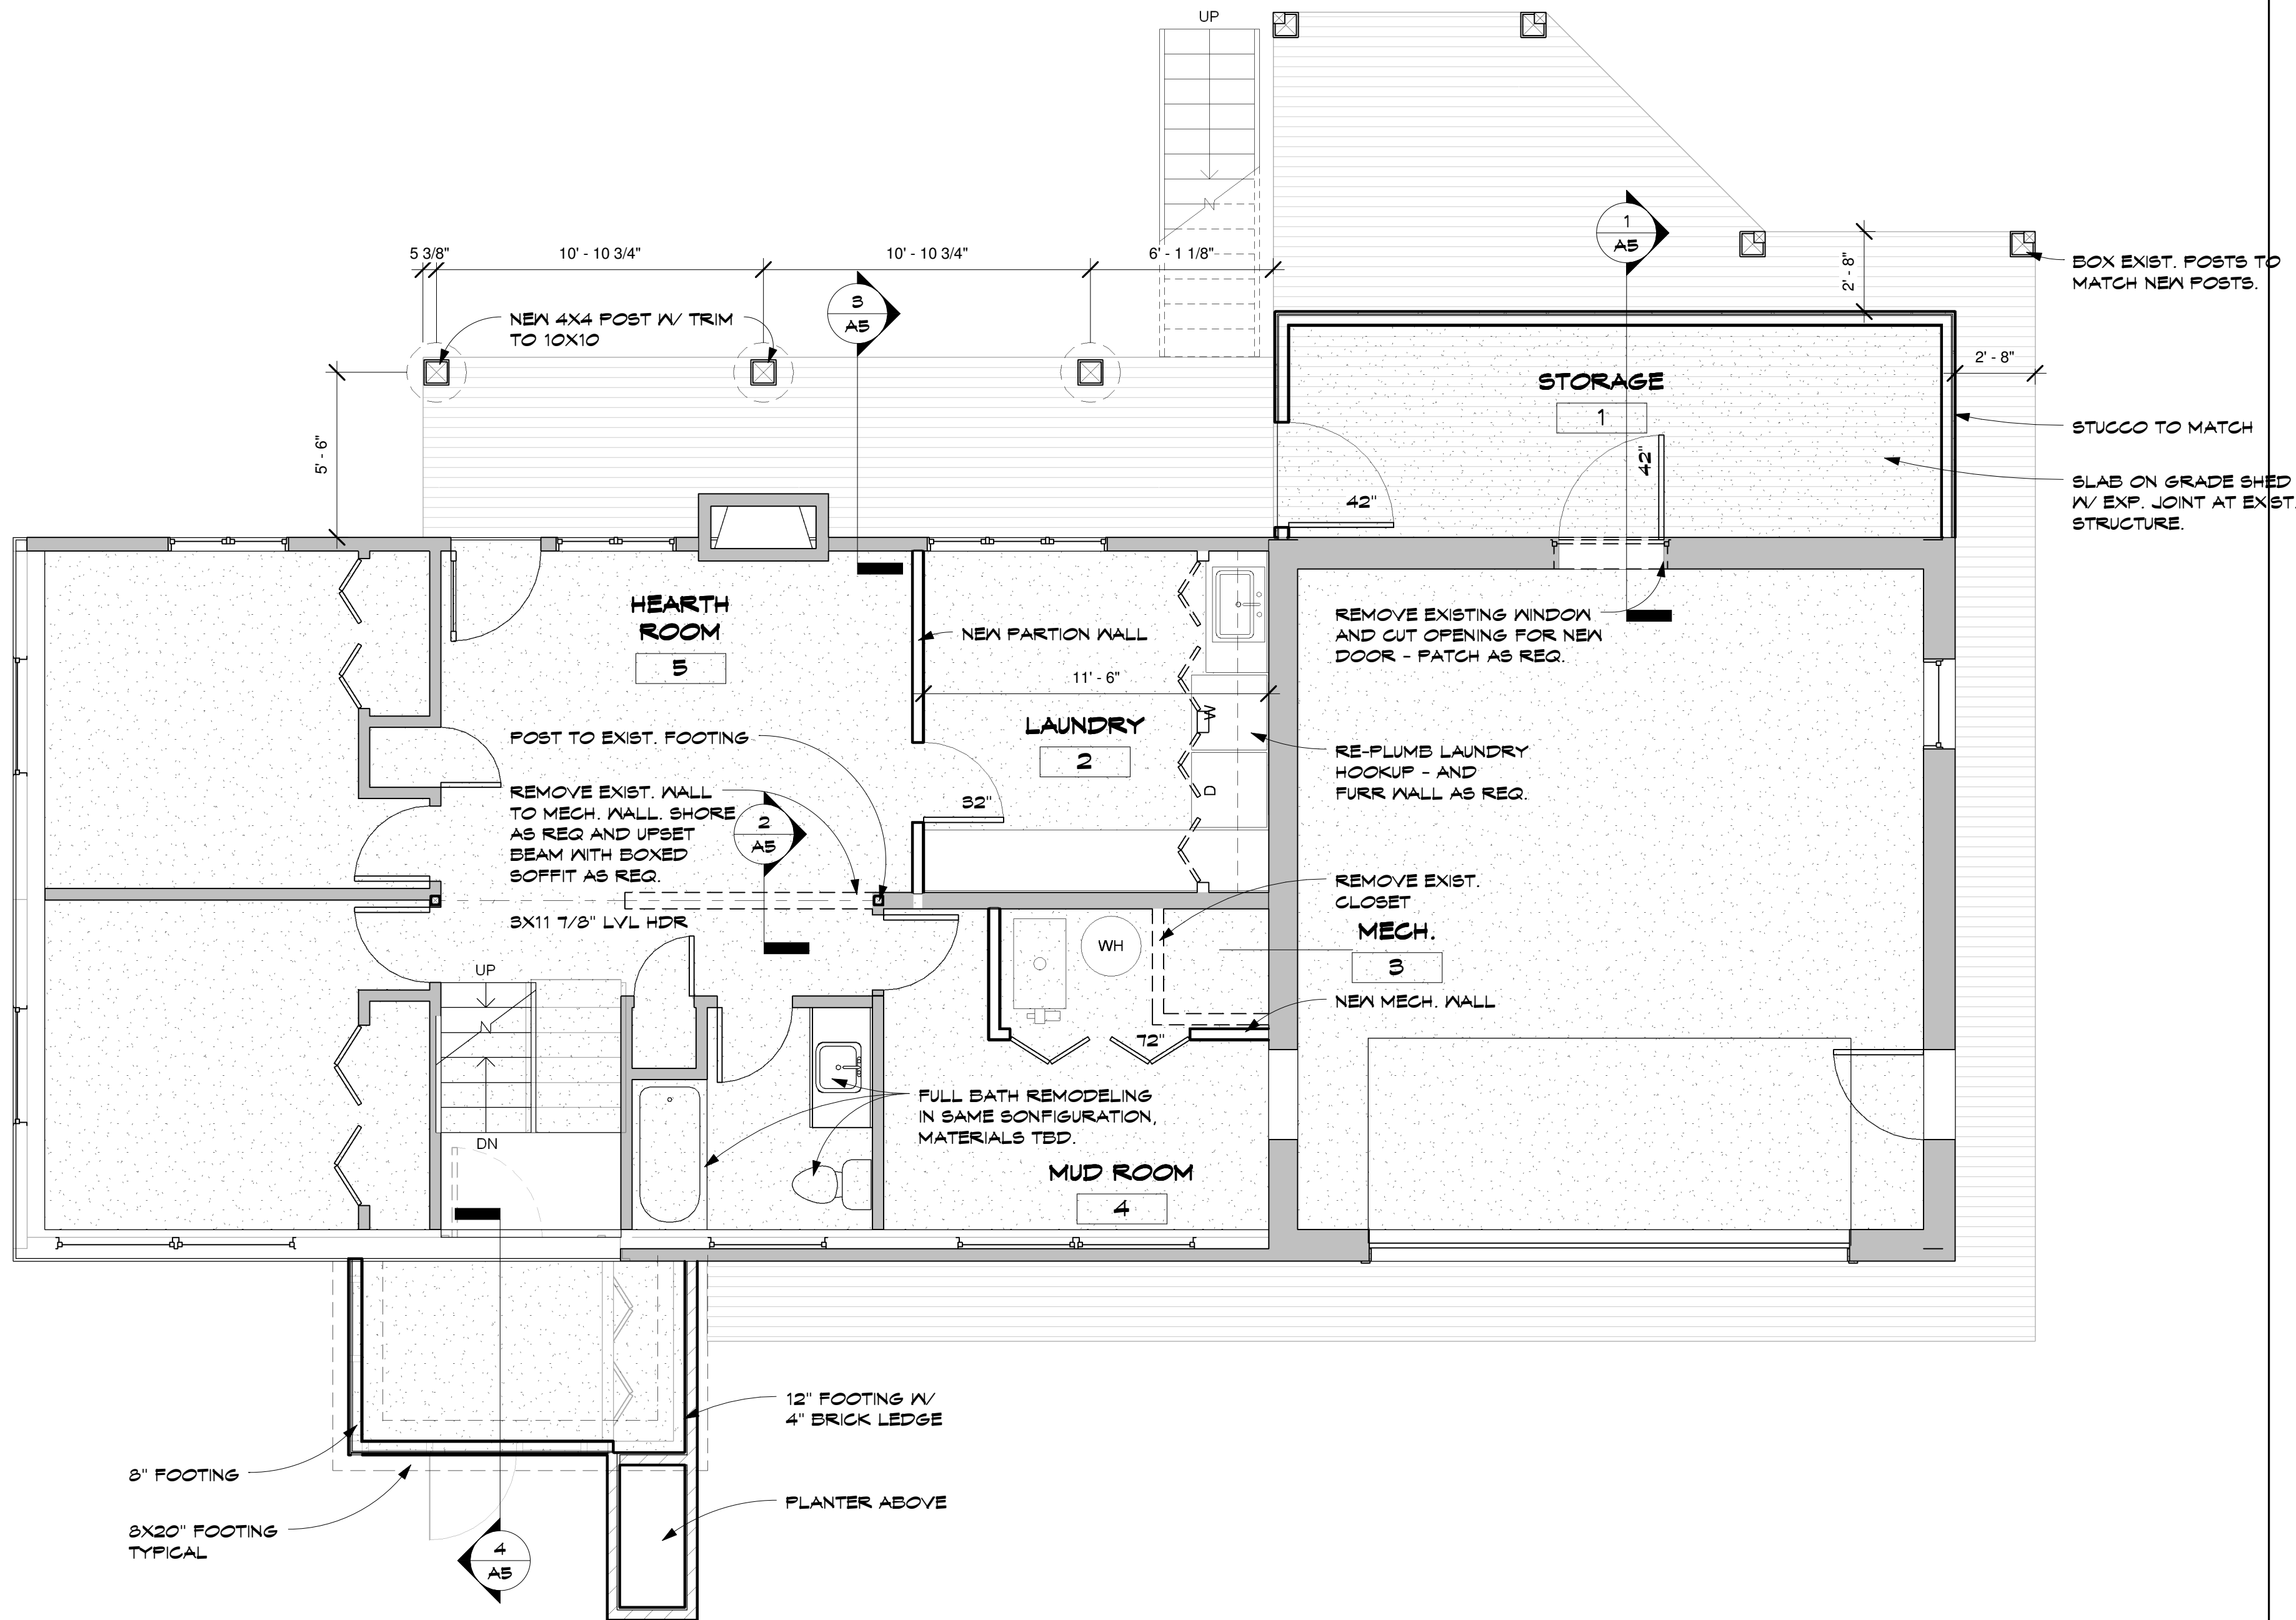 UP
1
A5
5 3/8"
10' - 10 3/4"
10' - 10 3/4"
6' - 1 1/8"
2' - 8"
BOX EXIST. POSTS TO
MATCH NEW POSTS.
3
A5
NEW 4X4 POST W/ TRIM
TO 10X10
2' - 8"
STORAGE
1
STUCCO TO MATCH
5' - 6"
42"
42"
SLAB ON GRADE SHED
W/ EXP. JOINT AT EXIST.
STRUCTURE.
HEARTH
ROOM
5
NEW PARTION WALL
REMOVE EXISTING WINDOW
AND CUT OPENING FOR NEW
DOOR - PATCH AS REQ.
11' - 6"
LAUNDRY
2
W
D
POST TO EXIST. FOOTING
RE-PLUMB LAUNDRY
HOOKUP - AND
FURR WALL AS REQ.
REMOVE EXIST. WALL
TO MECH. WALL. SHORE
AS REQ AND UPSET
BEAM WITH BOXED
SOFFIT AS REQ.
2
A5
32"
REMOVE EXIST.
CLOSET
3X11 7/8" LVL HDR
MECH.
3
WH
UP
N
N
NEW MECH. WALL
72"
DN
FULL BATH REMODELING
IN SAME SONFIGURATION,
MATERIALS TBD.
MUD ROOM
4
12" FOOTING W/
4" BRICK LEDGE
8" FOOTING
PLANTER ABOVE
8X20" FOOTING
TYPICAL
4
A5